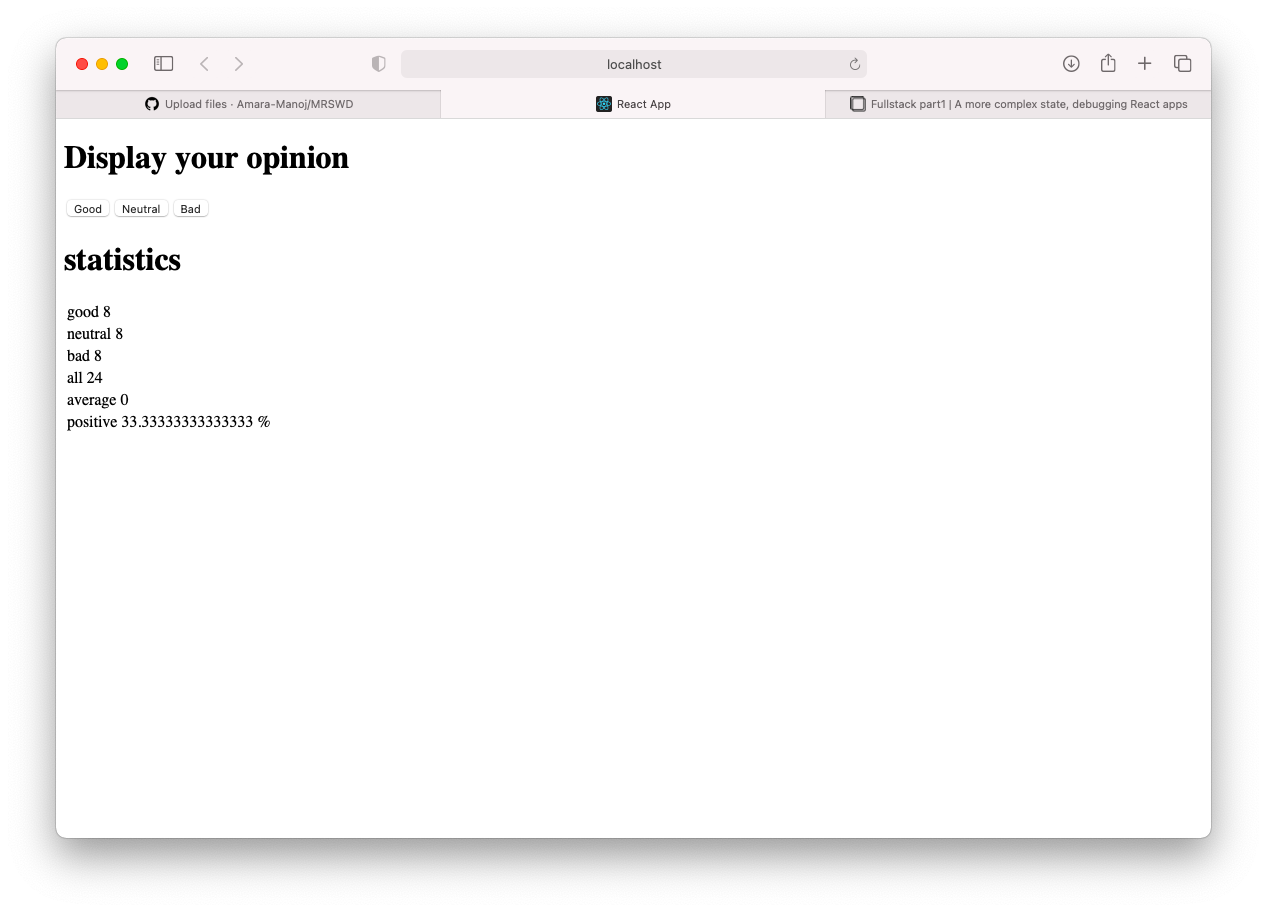 localhost
Upload files · Amara-Manoj/MRSWD
React App
Fullstack part1 | A more complex state, debugging React apps
Display your opinion
Good Neutral Bad
statistics
good 8
neutral 8
bad 8
all 24
average 0
positive 33.33333333333333 %